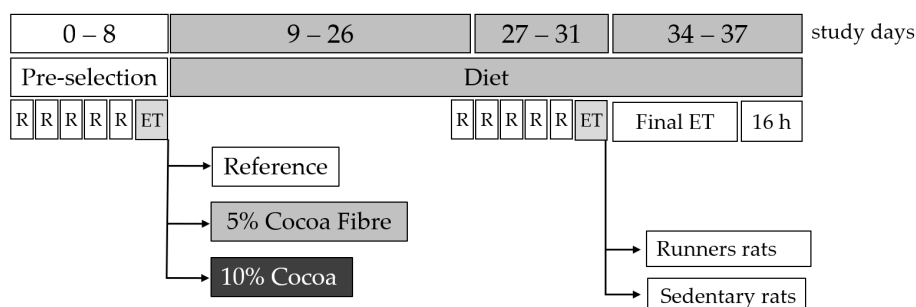 0 – 8 9 – 26 27 – 31 34 – 37 study days
Pre-selection Diet
R R R R R ET R R R R R ET Final ET 16 h
Reference
5% Cocoa Fibre
10% Cocoa
Runners rats
Sedentary rats